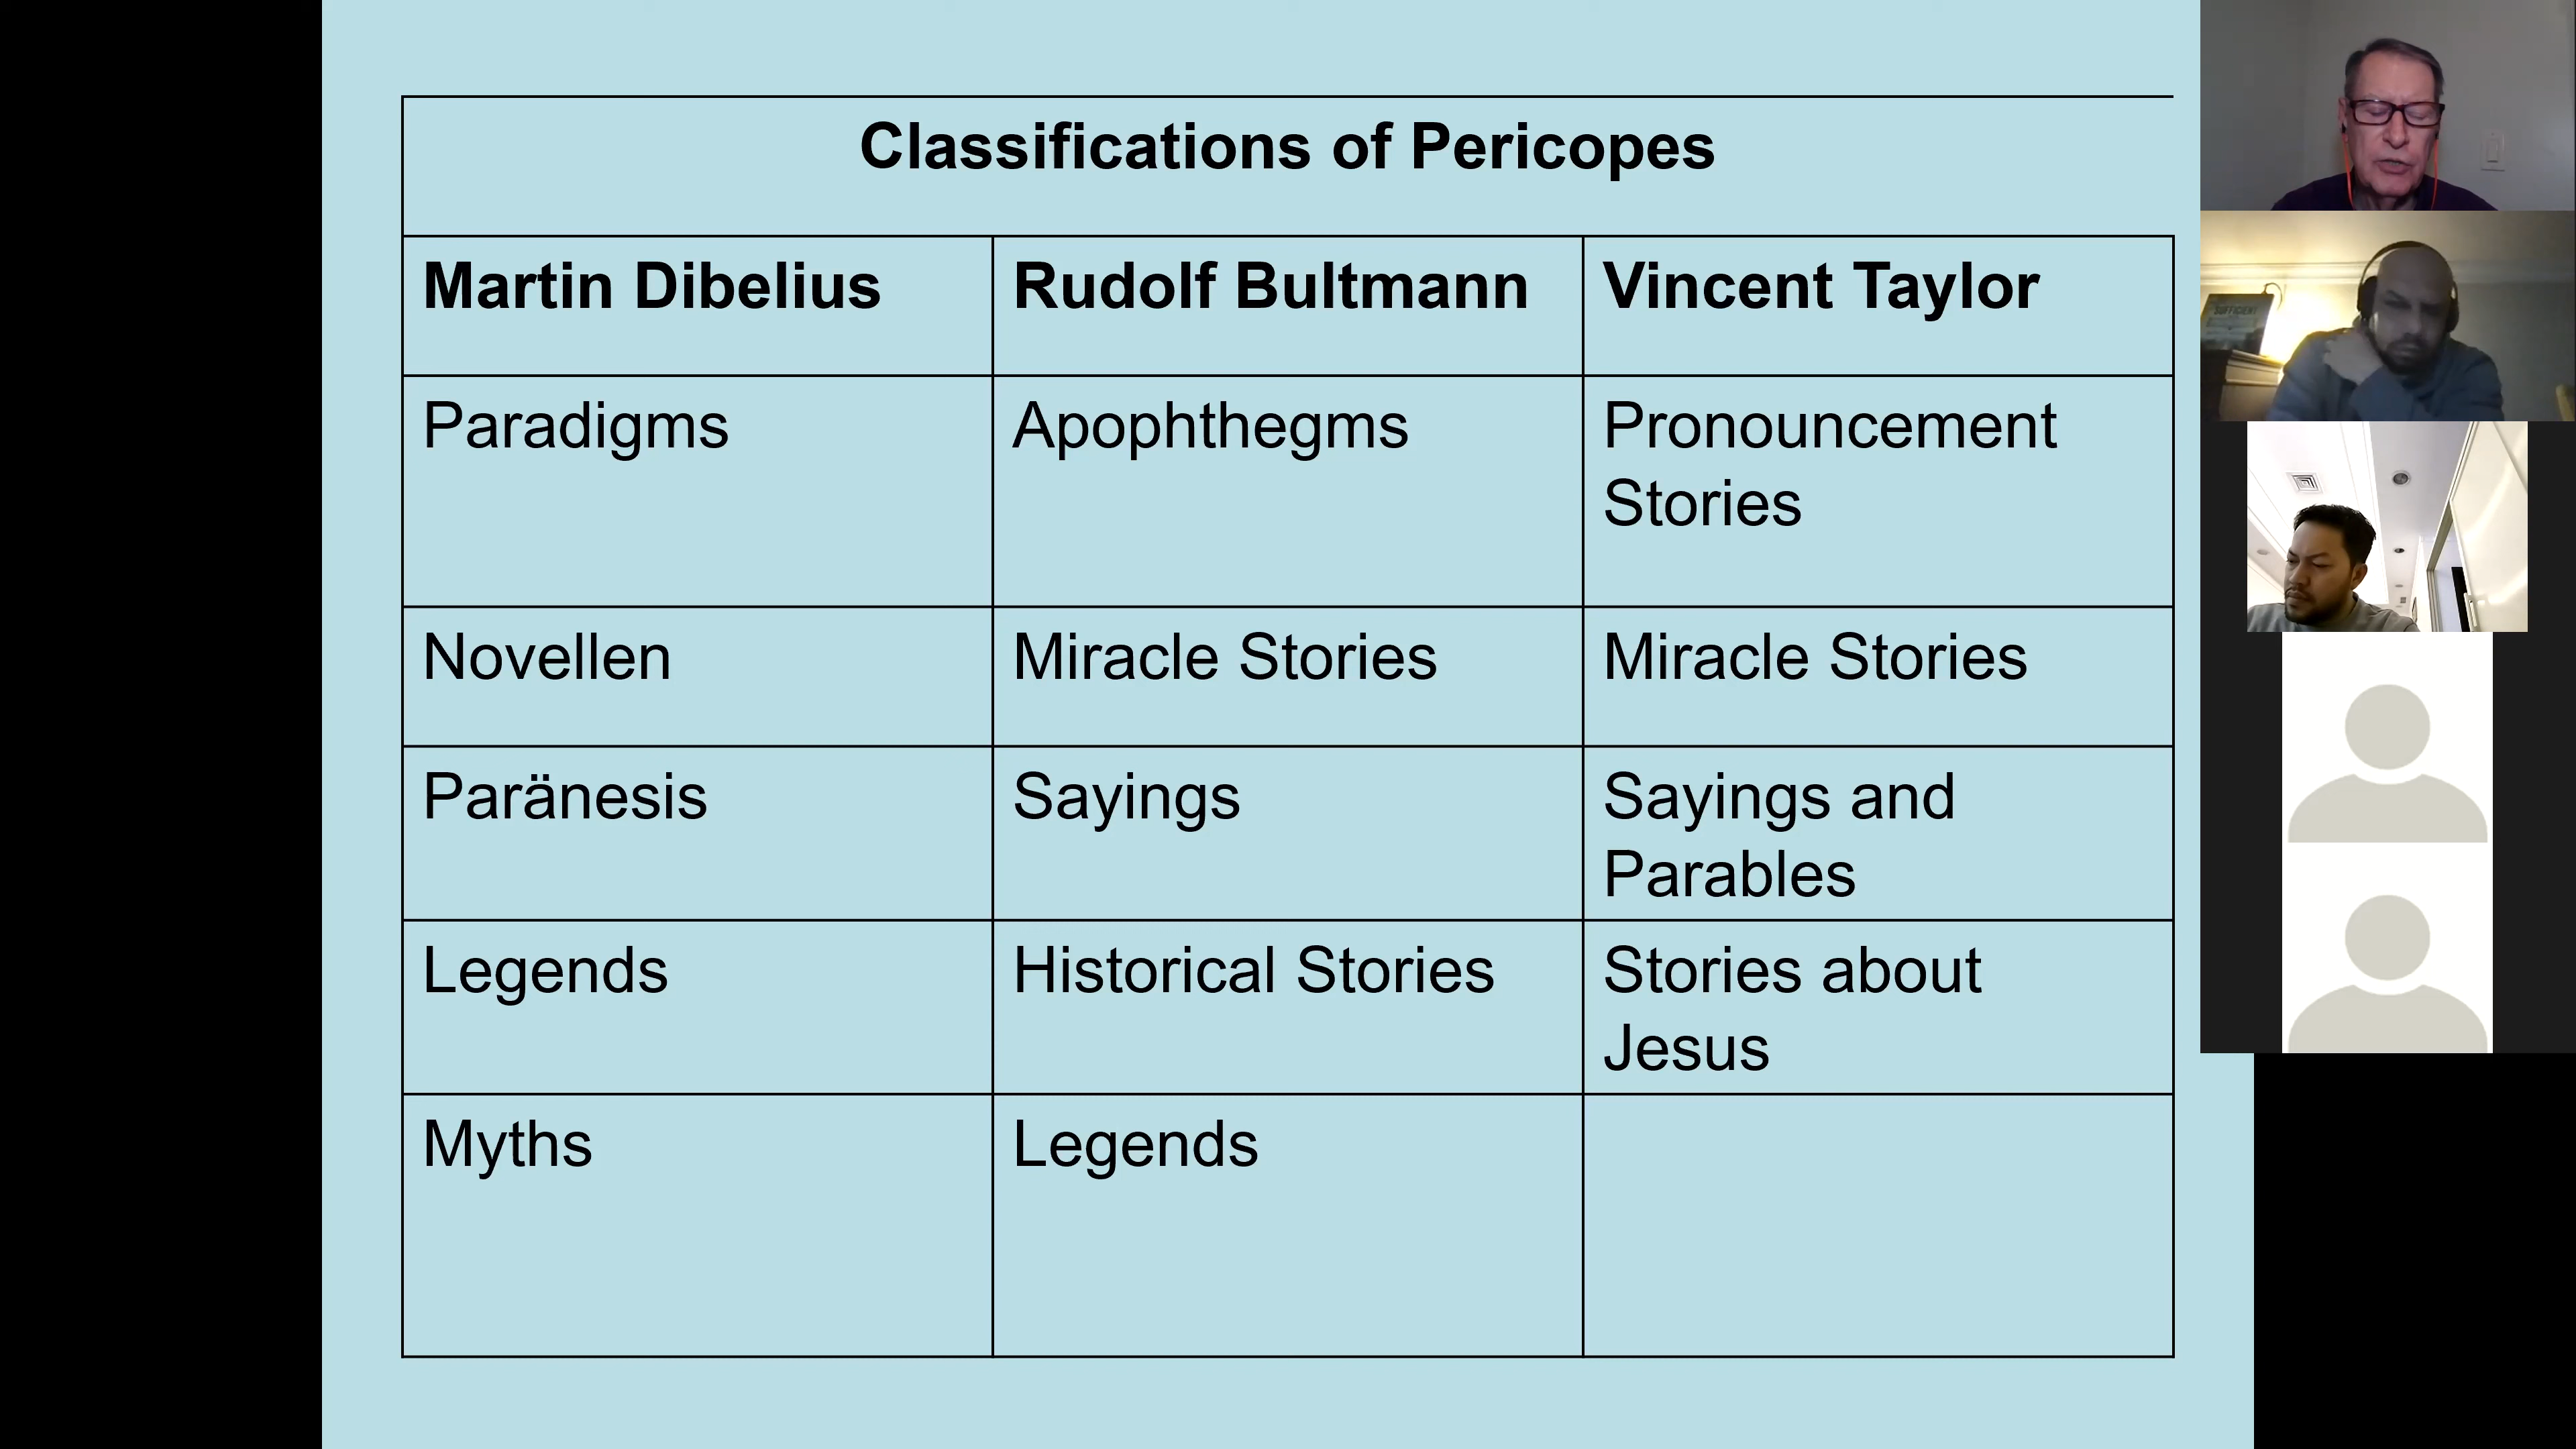 Classifications of Pericopes
Martin Dibelius
Rudolf Bultmann
Vincent Taylor
Paradigms
Apophthegms
Pronouncement
Stories
Novellen
Miracle Stories
Miracle Stories
Paränesis
Sayings
Sayings and
Parables
Legends
Historical Stories
Stories about
Jesus
Myths
Legends
SUFFICIENT